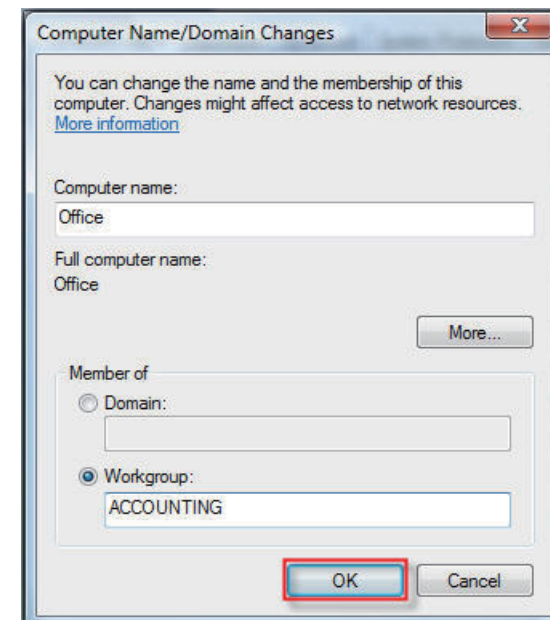 Computer Name/Domain Changes
X
You can change the name and the membership of this
computer. Changes might affect access to network resources.
More information
Computer name:
Office
Full computer name:
Office
More...
Member of
Domain:
Workgroup:
ACCOUNTING
OK
Cancel